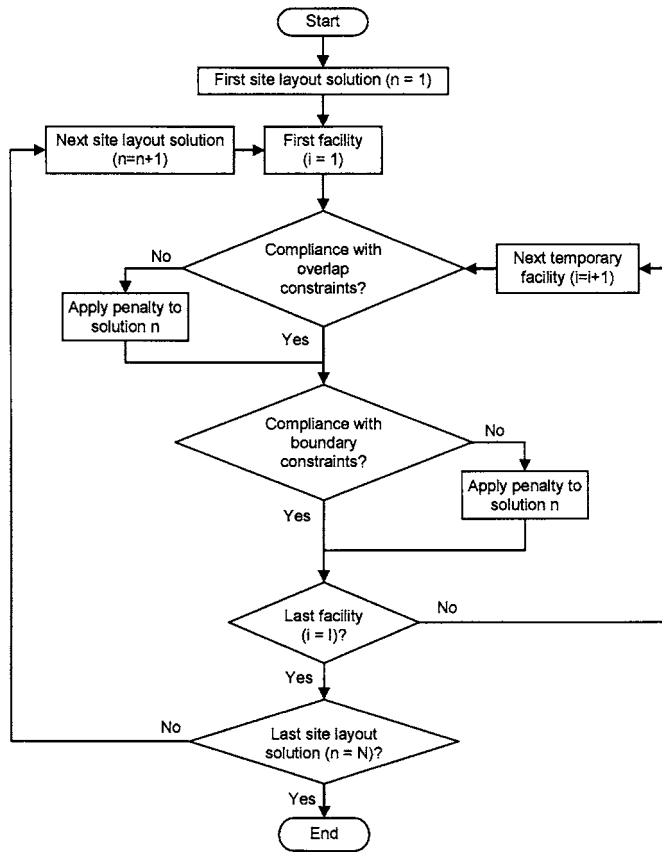 Start
First site layout solution (n = 1)
Next site layout solution
(n=n+1)
First facility
(i = 1)
No
Compliance with
overlap
constraints?
Next temporary
facility (i=i+1)
Apply penalty to
solution n
Yes
Compliance with
boundary
constraints?
No
Apply penalty to
solution n
Yes
Last facility
(i = I)?
No
Yes
No
Last site layout
solution (n = N)?
Yes
End